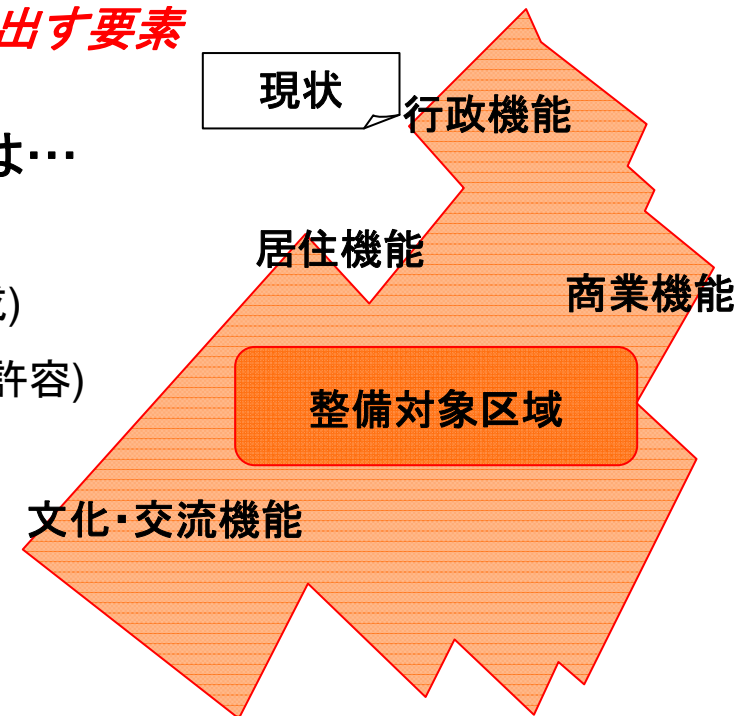 出す要素
現状
行政機能
は…
居住機能
商業機能
許容)
整備対象区域
文化・交流機能